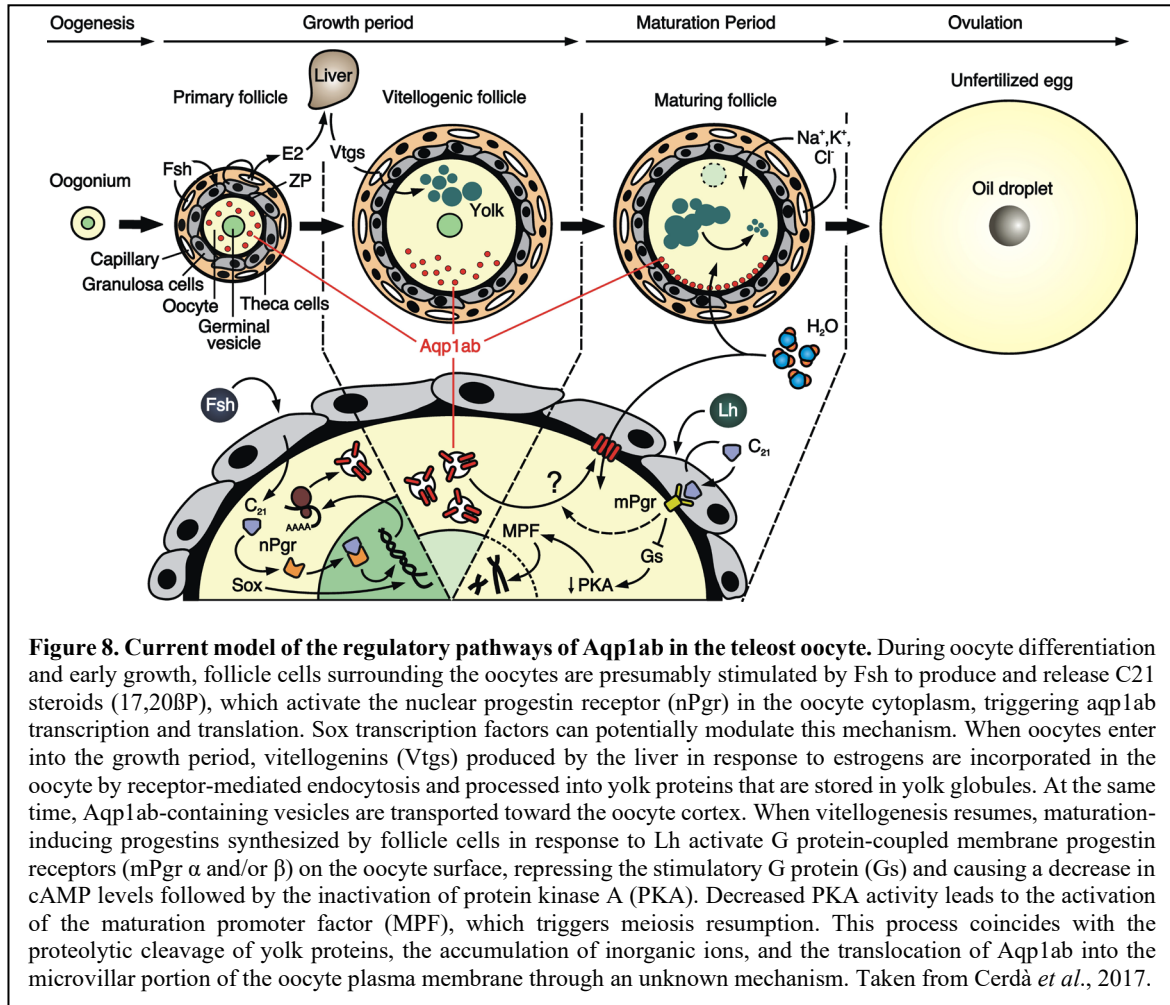 Oogenesis
Growth period
Maturation Period
Ovulation
Liver
Primary follicle
Vitellogenic follicle
Maturing follicle
Unfertilized egg
Oogonium
Fsh
E2
ZP
Vtgs
Yolk
Na⁺,K⁺,
Cl⁻
Oil droplet
Capillary
Granulosa cells
Oocyte
Germinal
vesicle
Theca cells
Aqp1ab
H₂O
Fsh
Lh
C₂₁
C₂₁
AAAA
nPgr
Sox
?
mPgr
MPF
Gs
↓PKA
Figure 8. Current model of the regulatory pathways of Aqp1ab in the teleost oocyte. During oocyte differentiation
and early growth, follicle cells surrounding the oocytes are presumably stimulated by Fsh to produce and release C21
steroids (17,20ßP), which activate the nuclear progestin receptor (nPgr) in the oocyte cytoplasm, triggering aqp1ab
transcription and translation. Sox transcription factors can potentially modulate this mechanism. When oocytes enter
into the growth period, vitellogenins (Vtgs) produced by the liver in response to estrogens are incorporated in the
oocyte by receptor-mediated endocytosis and processed into yolk proteins that are stored in yolk globules. At the same
time, Aqp1ab-containing vesicles are transported toward the oocyte cortex. When vitellogenesis resumes, maturation-
inducing progestins synthesized by follicle cells in response to Lh activate G protein-coupled membrane progestin
receptors (mPgr α and/or β) on the oocyte surface, repressing the stimulatory G protein (Gs) and causing a decrease in
cAMP levels followed by the inactivation of protein kinase A (PKA). Decreased PKA activity leads to the activation
of the maturation promoter factor (MPF), which triggers meiosis resumption. This process coincides with the
proteolytic cleavage of yolk proteins, the accumulation of inorganic ions, and the translocation of Aqp1ab into the
microvillar portion of the oocyte plasma membrane through an unknown mechanism. Taken from Cerdà et al., 2017.